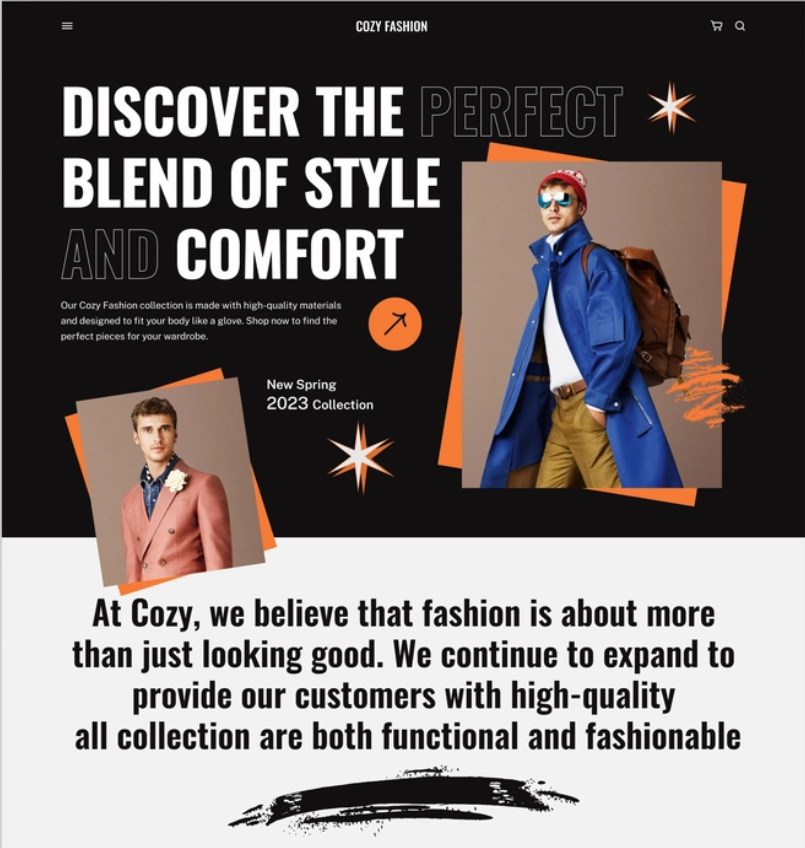 COZY FASHION
DISCOVER THE PERFECT
BLEND OF STYLE
AND COMFORT
Our Cozy Fashion collection is made with high-quality materials
and designed to fit your body like a glove. Shop now to find the
perfect pieces for your wardrobe.
New Spring
2023 Collection
At Cozy, we believe that fashion is about more
than just looking good. We continue to expand to
provide our customers with high-quality
all collection are both functional and fashionable